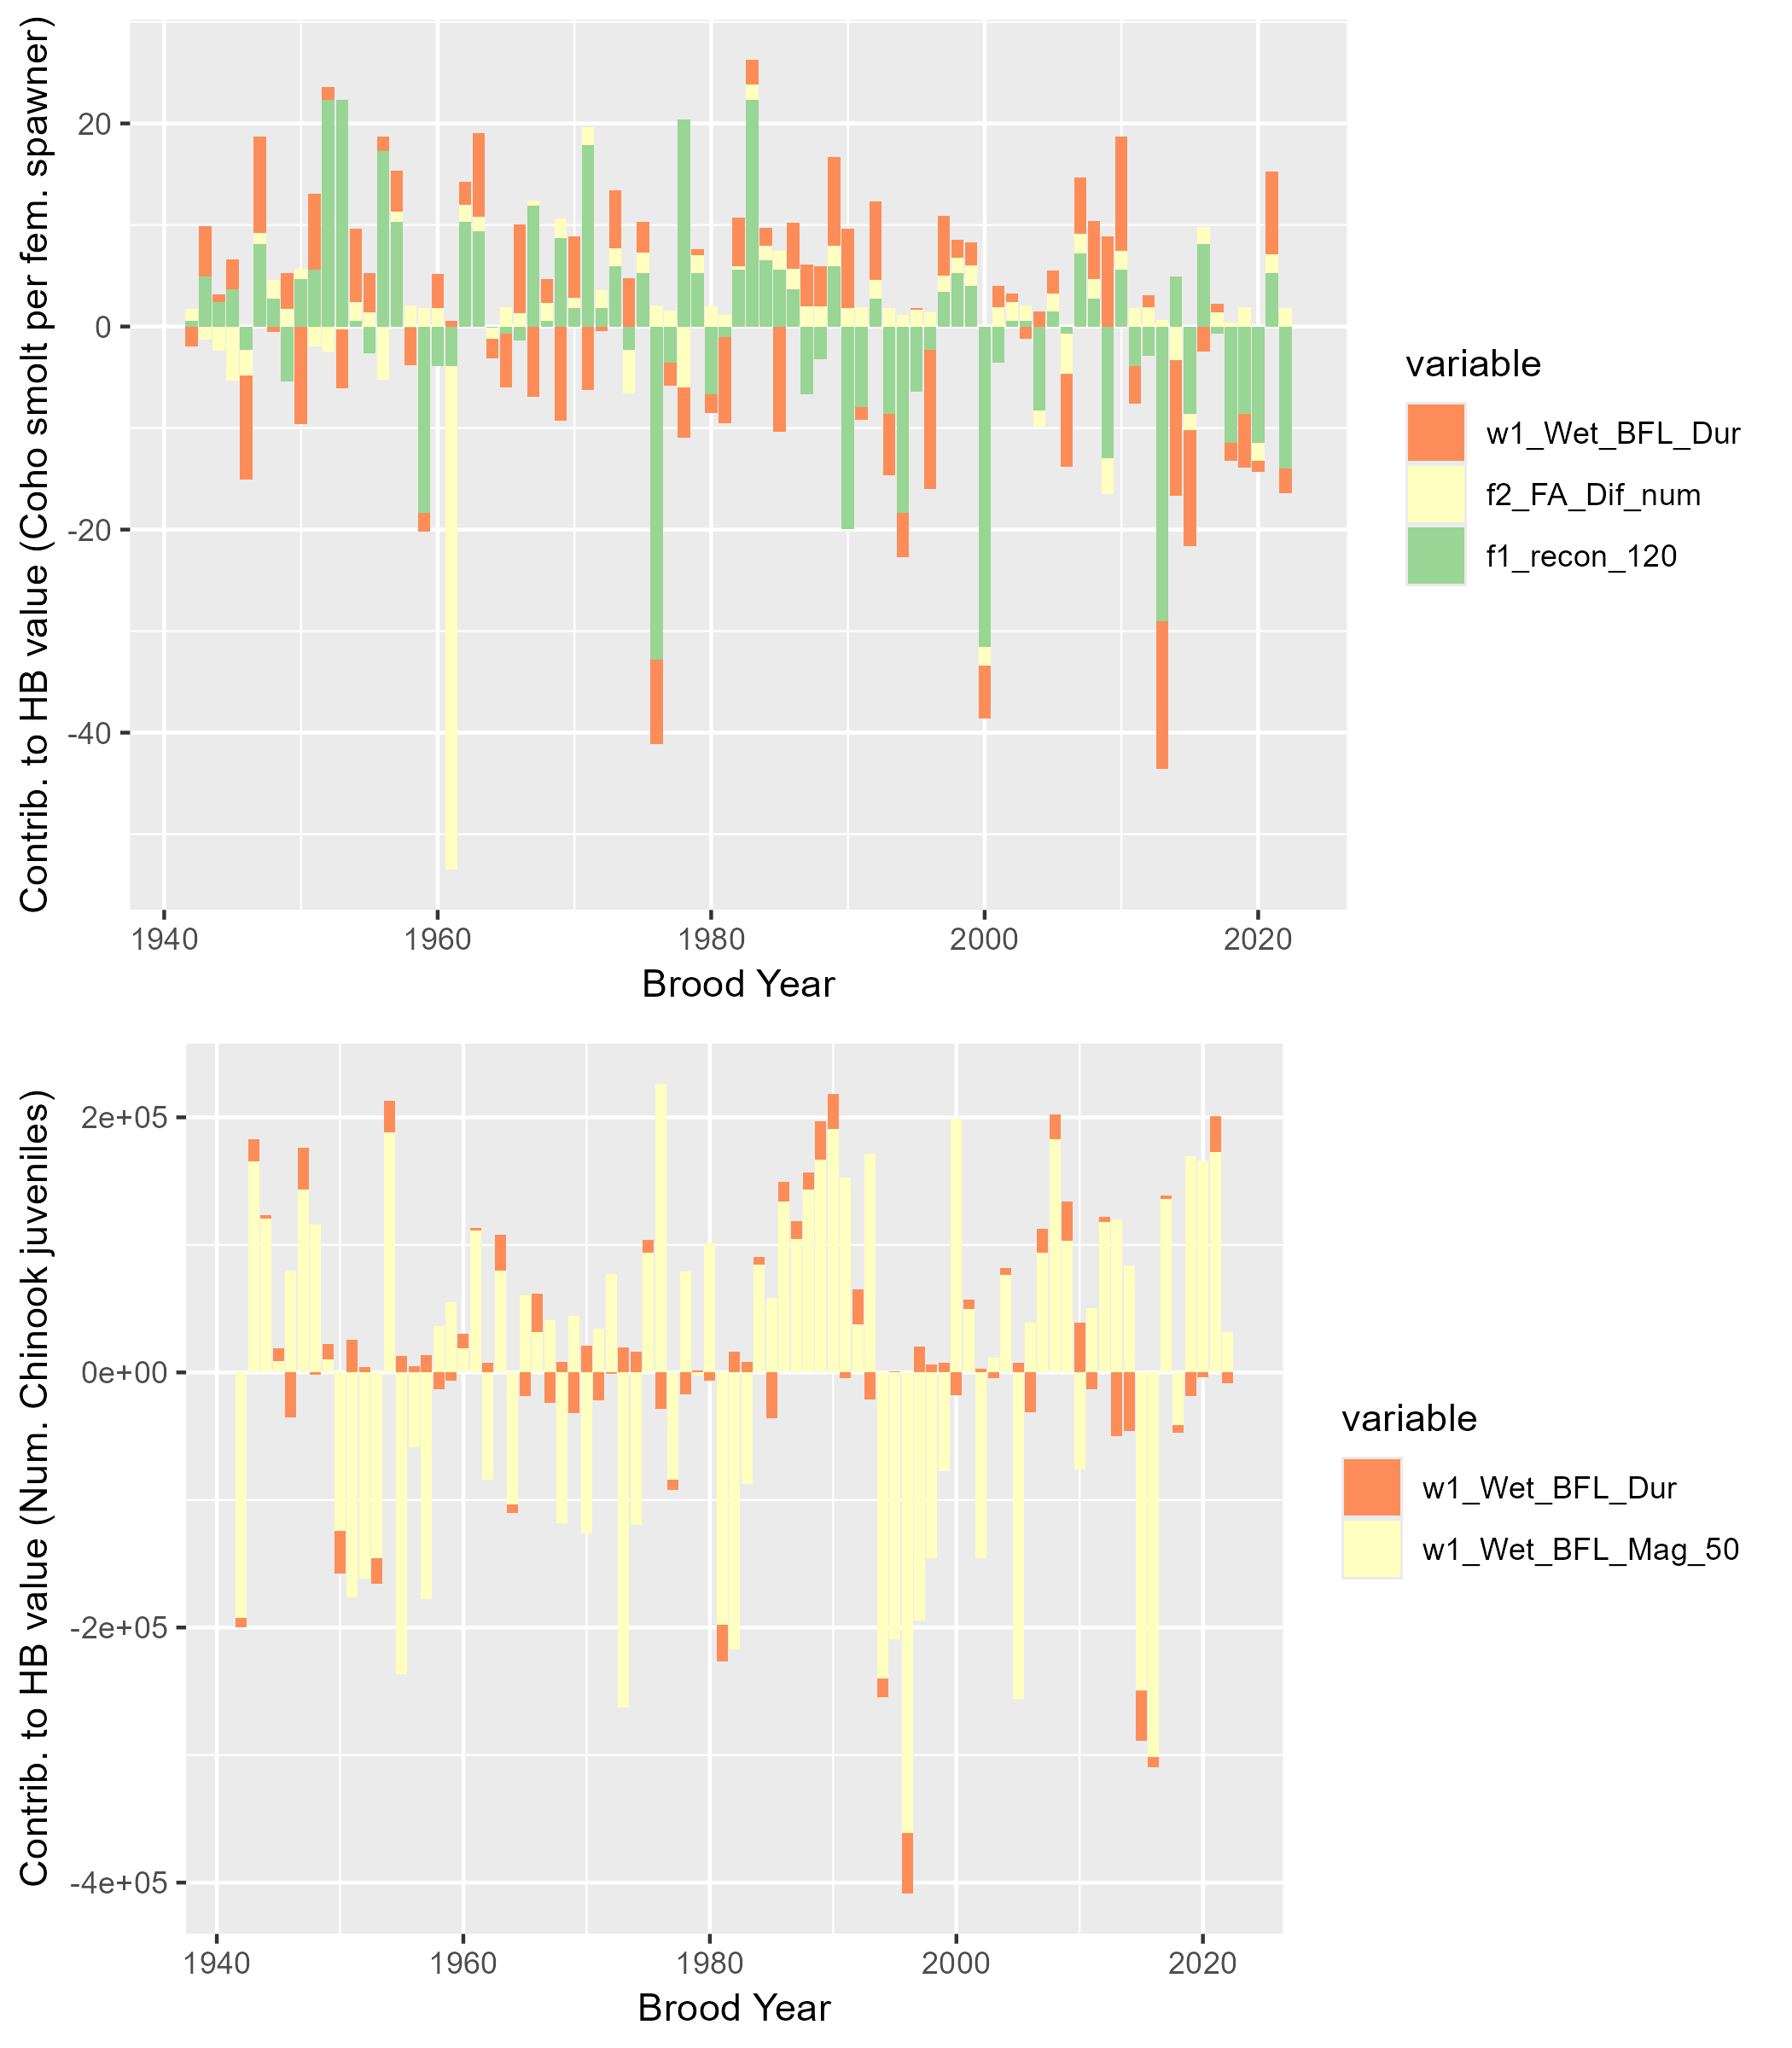 Contrib. to HB value (Coho smolt per fem. spawner)
20
0
-20
-40
1940 1960 1980 2000 2020
Brood Year
variable
w1_Wet_BFL_Dur
f2_FA_Dif_num
f1_recon_120
Contrib. to HB value (Num. Chinook juveniles)
2e+05
0e+00
-2e+05
-4e+05
1940 1960 1980 2000 2020
Brood Year
variable
w1_Wet_BFL_Dur
w1_Wet_BFL_Mag_50